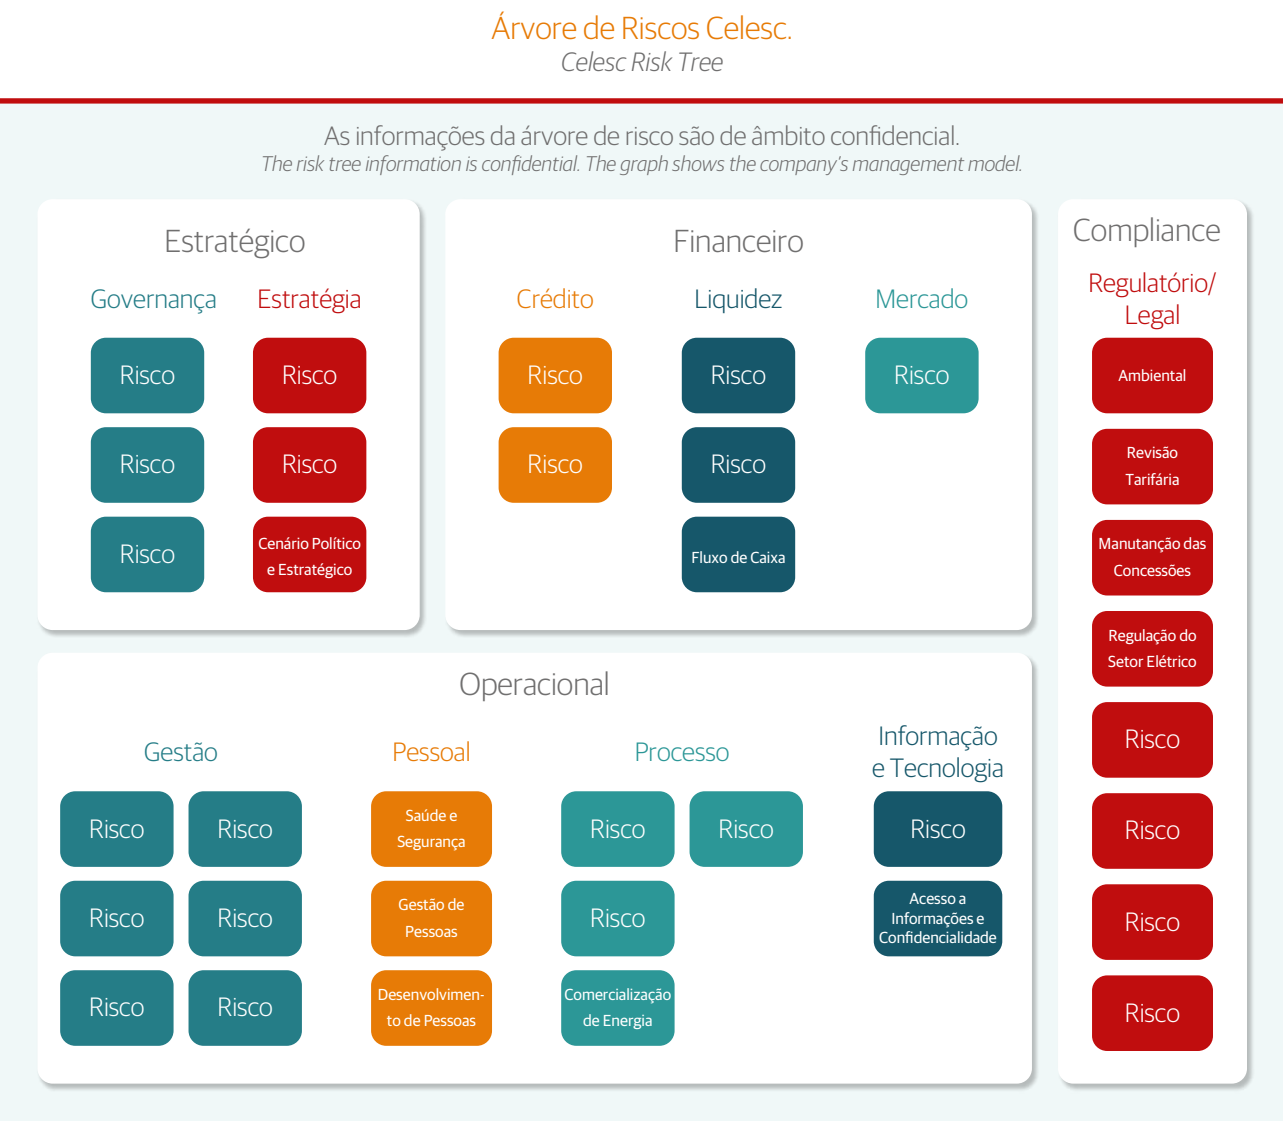 Árvore de Riscos Celesc.
Celesc Risk Tree
As informações da árvore de risco são de âmbito confidencial.
The risk tree information is confidential. The graph shows the company's management model.
Estratégico
Governança
Estratégia
Risco
Risco
Risco
Risco
Risco
Cenário Político
e Estratégico
Financeiro
Crédito
Liquidez
Mercado
Risco
Risco
Risco
Risco
Risco
Fluxo de Caixa
Operacional
Gestão
Pessoal
Processo
Informação
e Tecnologia
Risco
Risco
Saúde e
Segurança
Risco
Risco
Risco
Risco
Risco
Gestão de
Pessoas
Risco
Acesso a
Informações e
Confidencialidade
Risco
Risco
Desenvolvimen-
to de Pessoas
Comercialização
de Energia
Compliance
Regulatório/
Legal
Ambiental
Revisão
Tarifária
Manutanção das
Concessões
Regulação do
Setor Elétrico
Risco
Risco
Risco
Risco